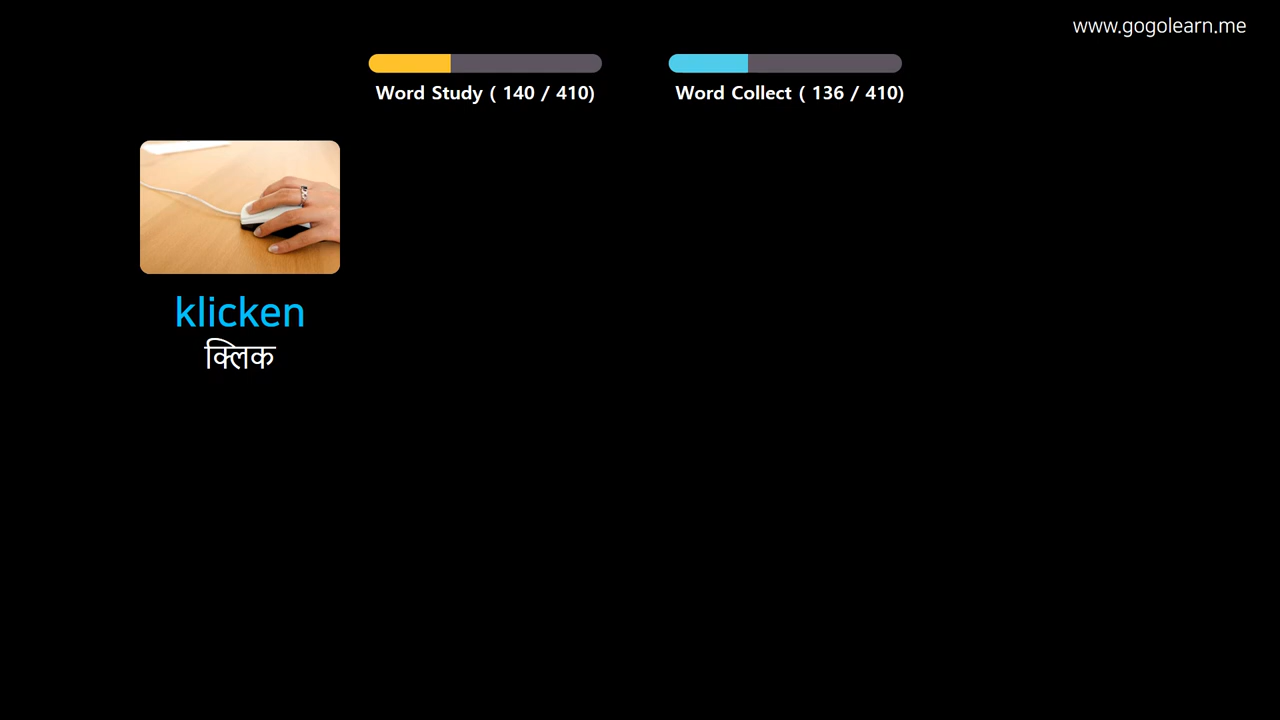 www.gogolearn.me
Word Study ( 140 / 410)
Word Collect ( 136 / 410)
klicken
क्लिक